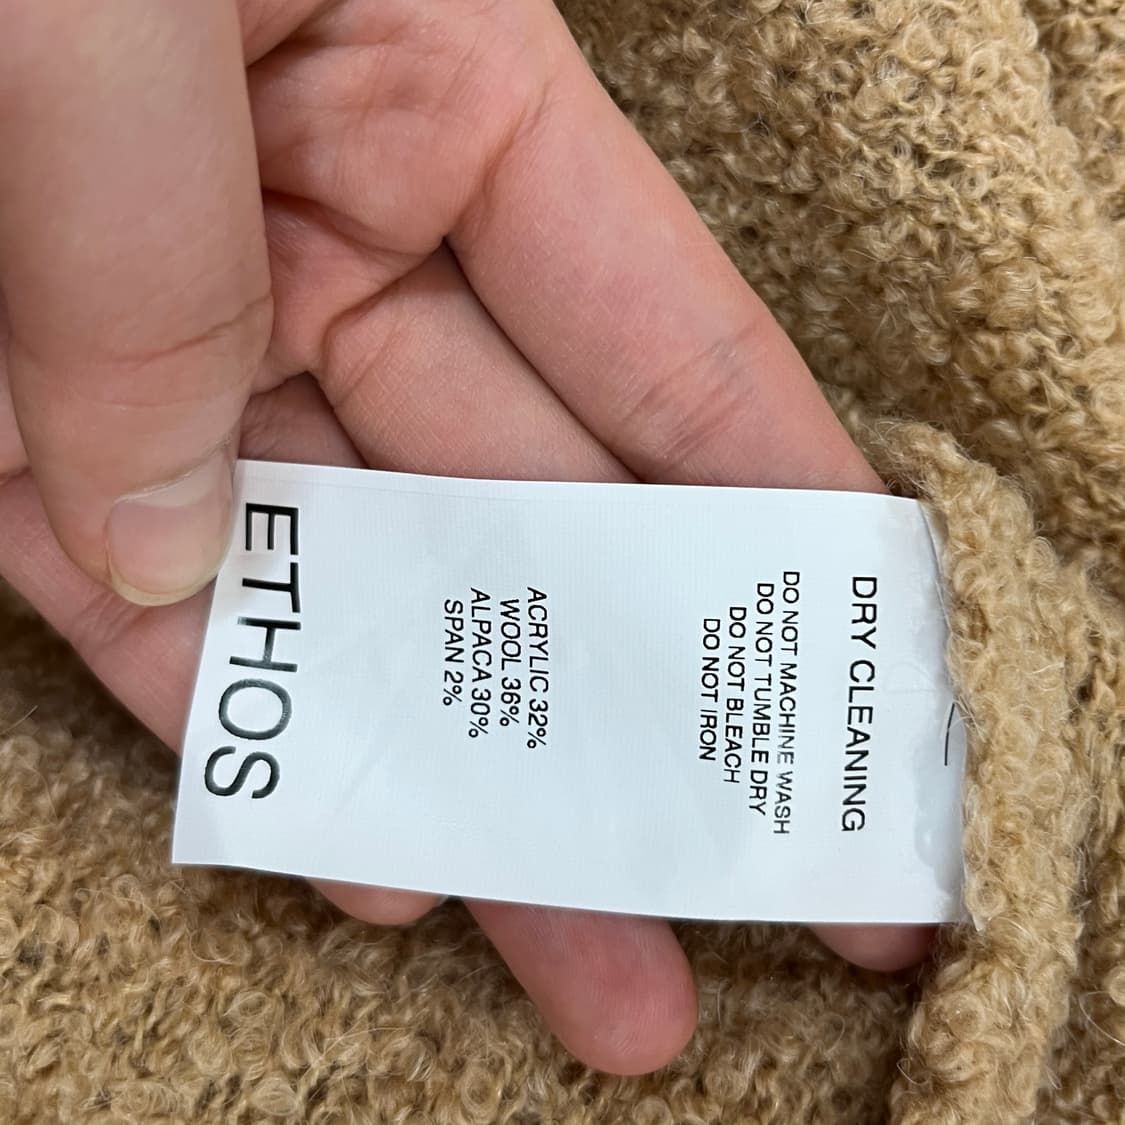 DRY CLEANING
DO NOT MACHINE WASH
DO NOT TUMBLE DRY
DO NOT BLEACH
DO NOT IRON
ACRYLIC 32%
WOOL 36%
ALPACA 30%
SPAN 2%
ETHOS